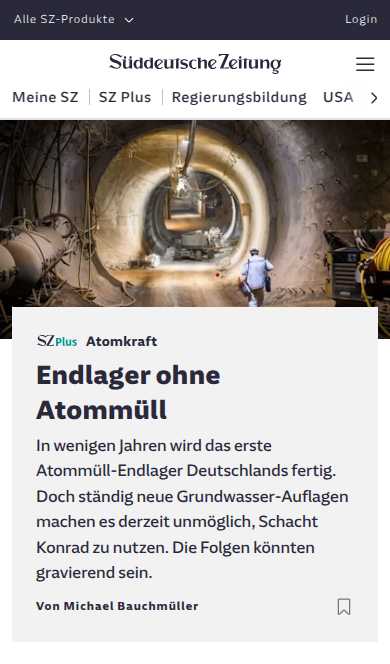 Alle SZ-Produkte
Login
Süddeutsche Zeitung
Meine SZ
SZ Plus
Regierungsbildung
USA
SZ Plus Atomkraft
Endlager ohne
Atommüll
In wenigen Jahren wird das erste
Atommüll-Endlager Deutschlands fertig.
Doch ständig neue Grundwasser-Auflagen
machen es derzeit unmöglich, Schacht
Konrad zu nutzen. Die Folgen könnten
gravierend sein.
Von Michael Bauchmüller